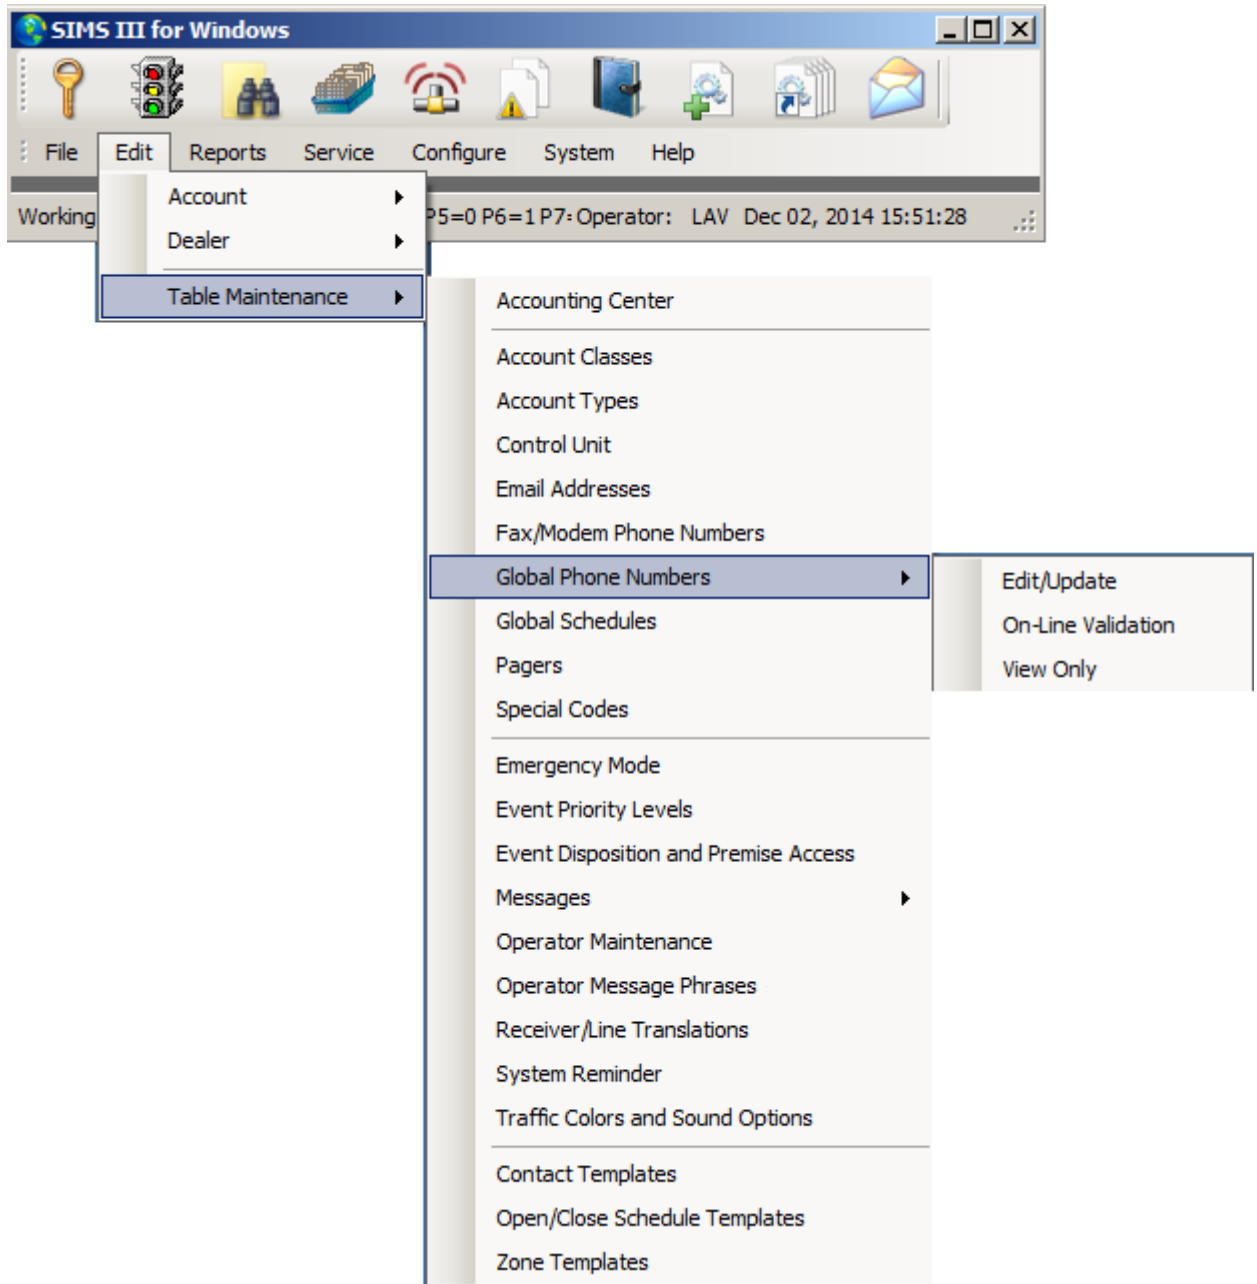 SIMS III for Windows
File Edit Reports Service Configure System Help
Account
Working P5=0 P6=1 P7= Operator: LAV Dec 02, 2014 15:51:28
Dealer
Table Maintenance
Accounting Center
Account Classes
Account Types
Control Unit
Email Addresses
Fax/Modem Phone Numbers
Global Phone Numbers
Edit/Update
On-Line Validation
View Only
Global Schedules
Pagers
Special Codes
Emergency Mode
Event Priority Levels
Event Disposition and Premise Access
Messages
Operator Maintenance
Operator Message Phrases
Receiver/Line Translations
System Reminder
Traffic Colors and Sound Options
Contact Templates
Open/Close Schedule Templates
Zone Templates